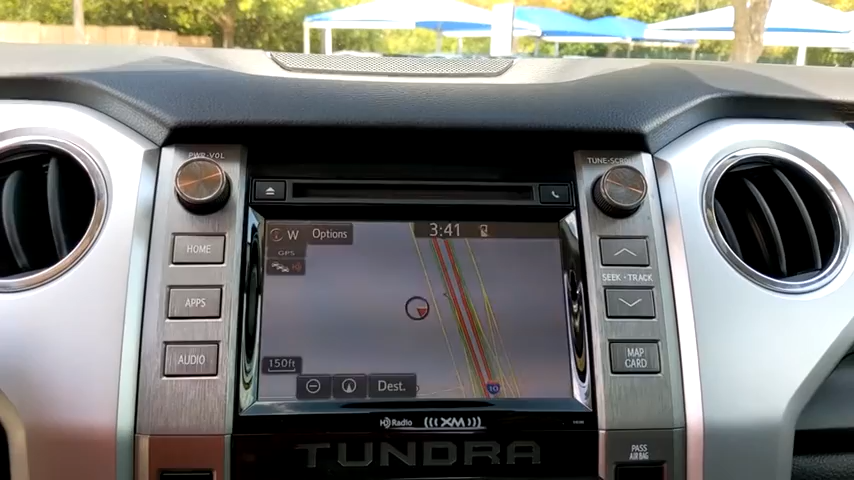 PWR•VOL
TUNE•SCROLL
W
Options
3:41
GPS
HOME
SEEK • TRACK
APPS
AUDIO
MAP
CARD
150ft
Dest.
10
HD Radio
((XM))
TUNDRA
PASS
AIR BAG